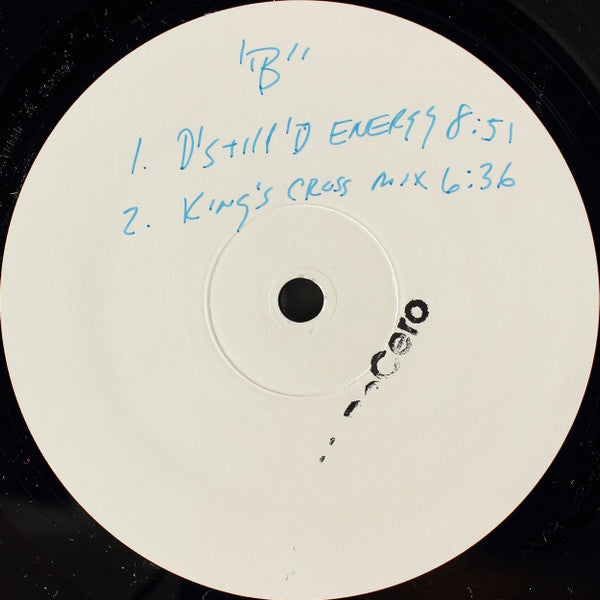 "B"
1. D'Still'D ENERGY 8:51
2. King's CROSS MIX 6:36
Cero